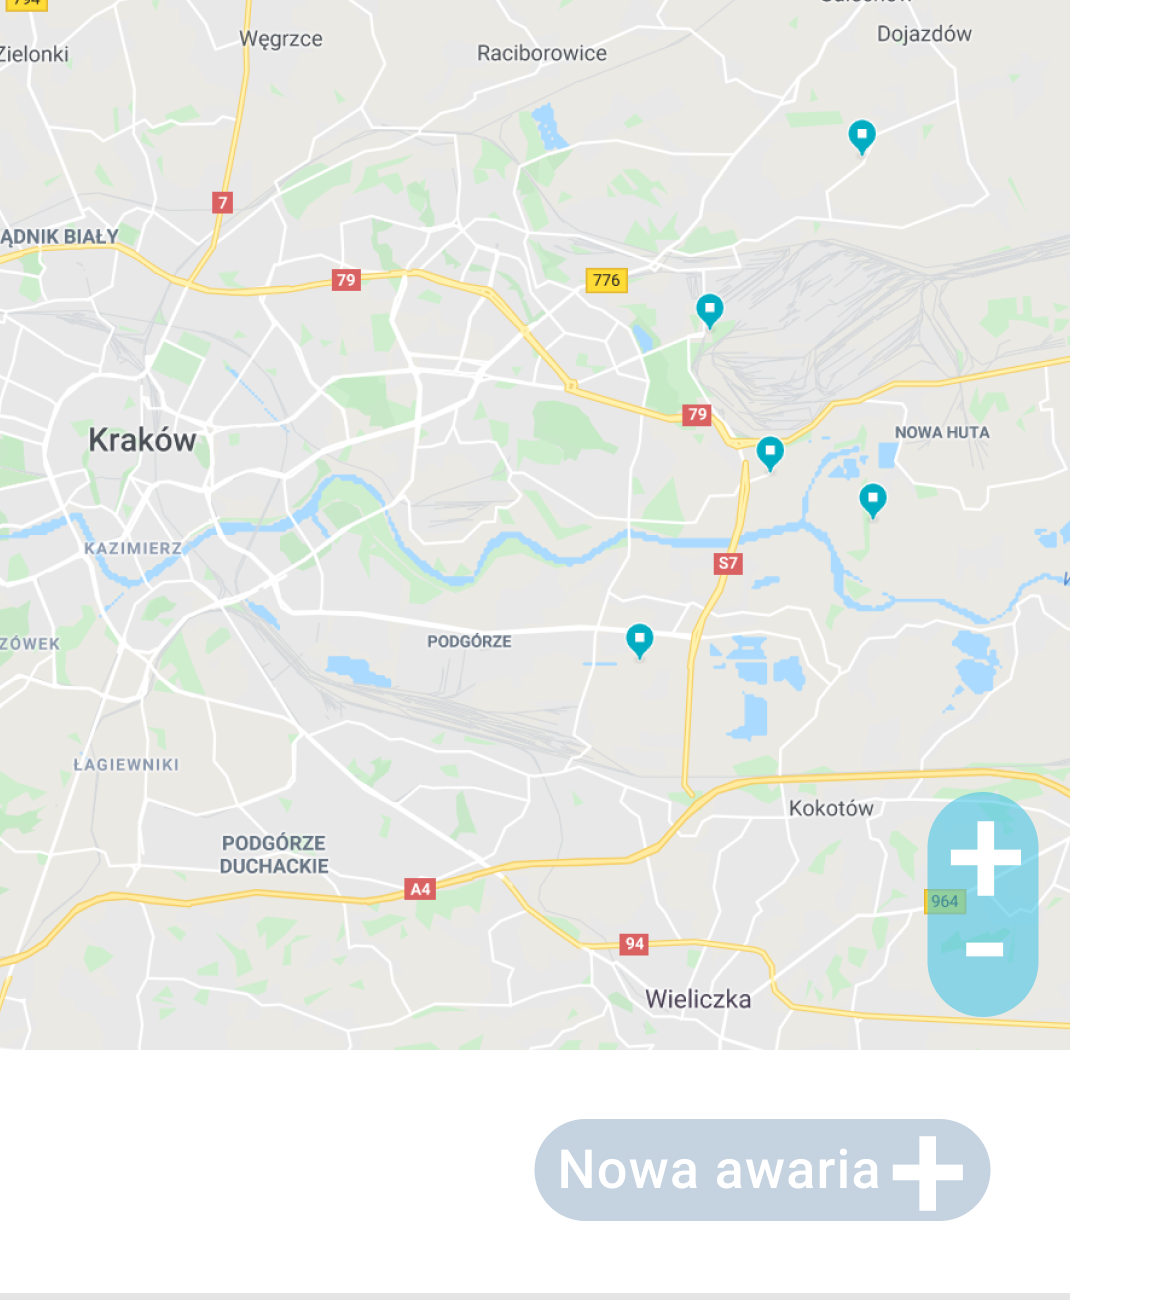 794
Węgrzce
Dojazdów
Zielonki
Raciborowice
7
ĄDNIK BIAŁY
79
776
79
NOWA HUTA
Kraków
KAZIMIERZ
S7
ZÓWEK
PODGÓRZE
ŁAGIEWNIKI
Kokotów
PODGÓRZE
DUCHACKIE
A4
964
94
Wieliczka
Nowa awaria